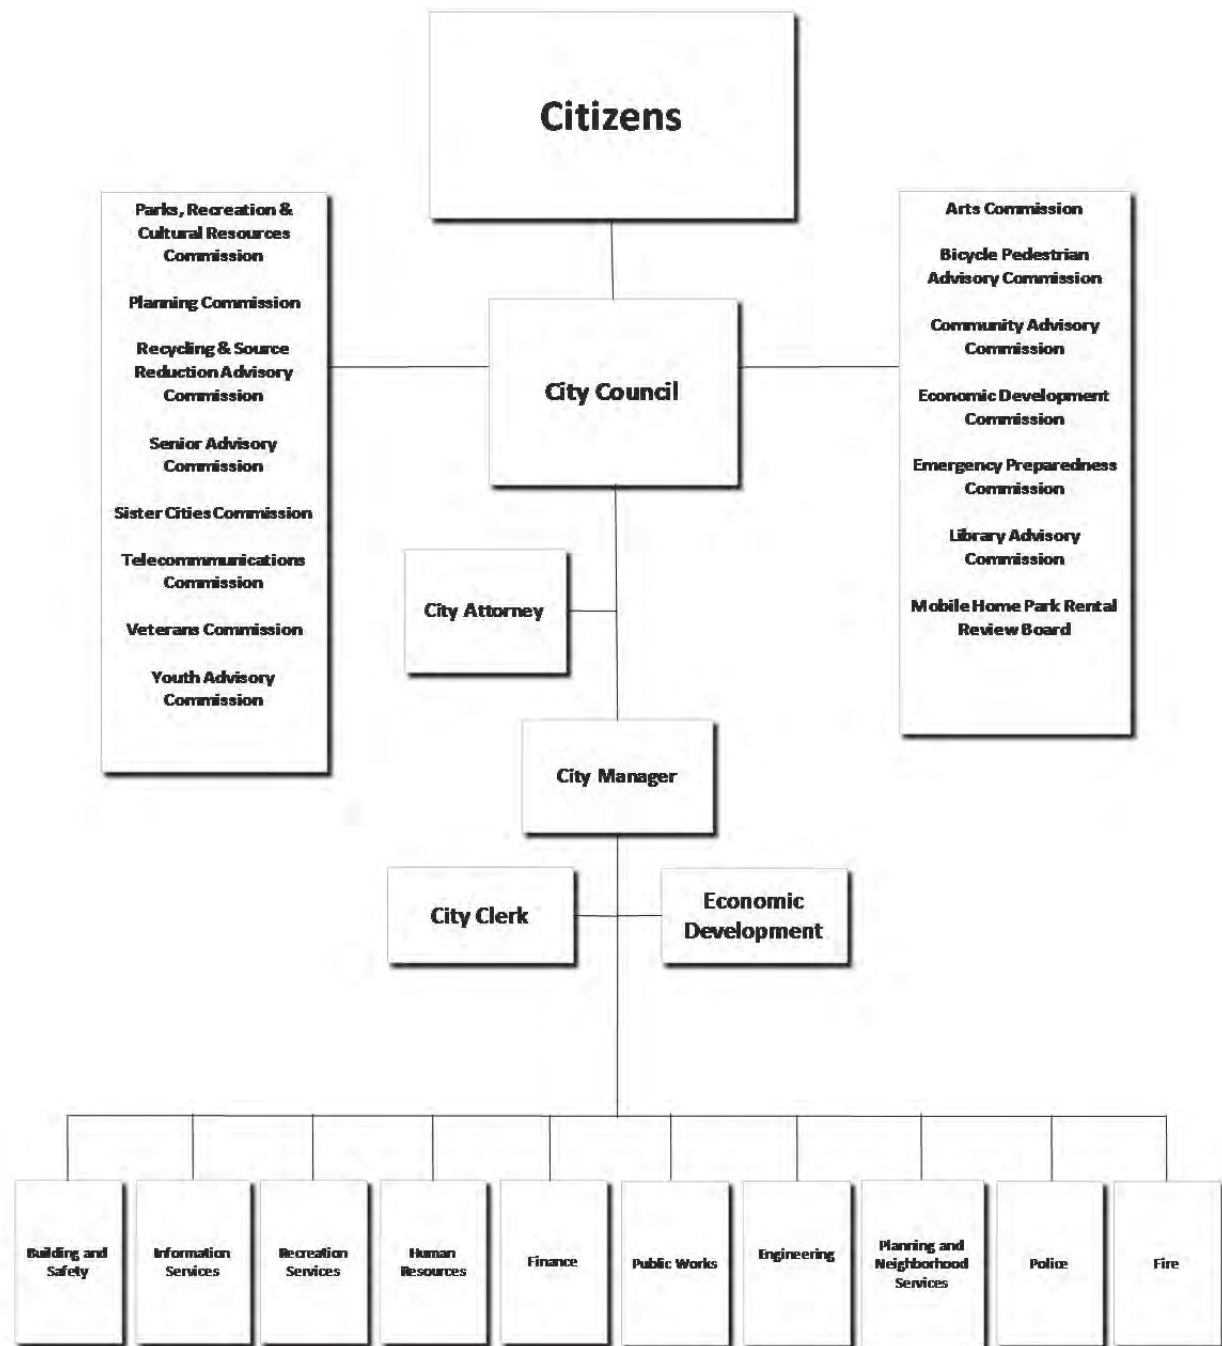 Citizens
Parks, Recreation &
Cultural Resources
Commission
Planning Commission
Recycling & Source
Reduction Advisory
Commission
Senior Advisory
Commission
Sister Cities Commission
Telecommmunications
Commission
Veterans Commission
Youth Advisory
Commission
Arts Commission
Bicycle Pedestrian
Advisory Commission
Community Advisory
Commission
Economic Development
Commission
Emergency Preparedness
Commission
Library Advisory
Commission
Mobile Home Park Rental
Review Board
City Council
City Attorney
City Manager
City Clerk
Economic
Development
Building and
Safety
Information
Services
Recreation
Services
Human
Resources
Finance
Public Works
Engineering
Planning and
Neighborhood
Services
Police
Fire